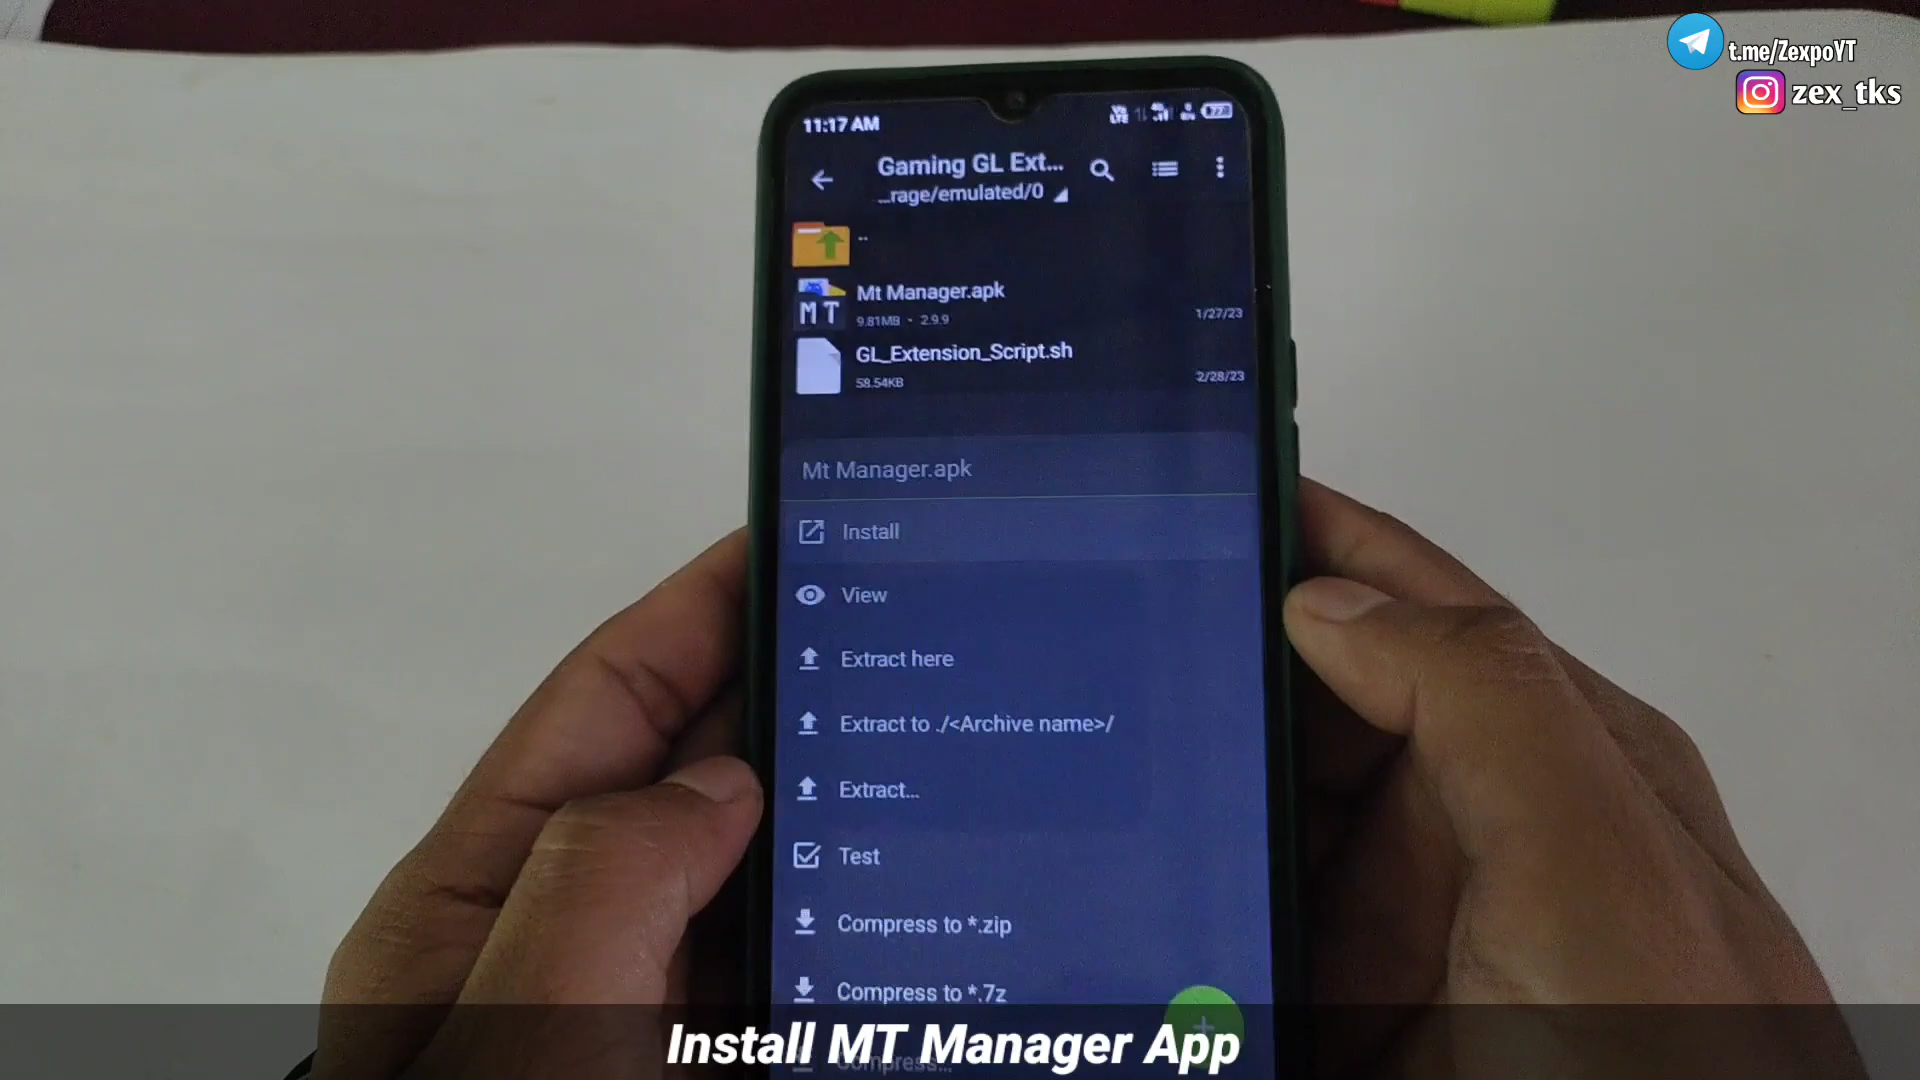 t.me/ZexpoYT
zex_tks
11:17 AM
Gaming GL Ext...
...rage/emulated/0
..
Mt Manager.apk
MT
9.81MB - 2.9.9
1/27/23
GL_Extension_Script.sh
58.54KB
2/28/23
Mt Manager.apk
Install
View
Extract here
Extract to ./<Archive name>/
Extract...
Test
Compress to *.zip
Compress to *.7z
Compress...
Install MT Manager App